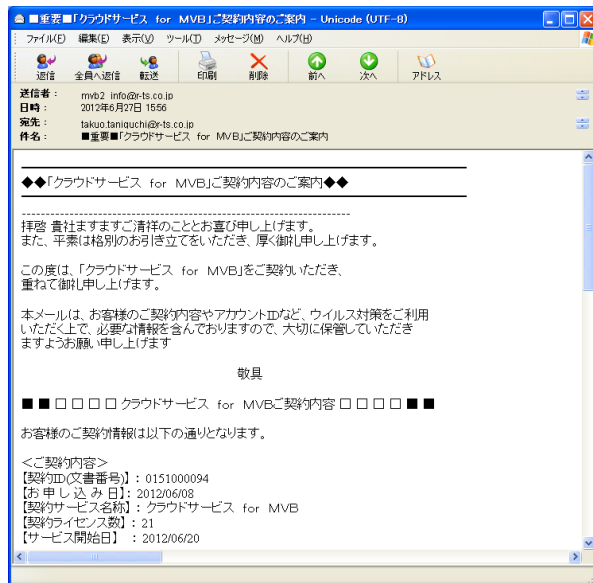 ■重要■「クラウドサービス for MVB」ご契約内容のご案内 - Unicode (UTF-8)
ファイル(F) 編集(E) 表示(V) ツール(T) メッセージ(M) ヘルプ(H)
返信 全員へ返信 転送 印刷 削除 前へ 次へ アドレス
送信者： mvb2 info@r-ts.co.jp
日時： 2012年6月27日 15:56
宛先： takuo.taniguchi@r-ts.co.jp
件名： ■重要■「クラウドサービス for MVB」ご契約内容のご案内
◆◆「クラウドサービス for MVB」ご契約内容のご案内◆◆
----------------------------------------------------------------------
拝啓 貴社ますますご清祥のこととお喜び申し上げます。
また、平素は格別のお引き立てをいただき、厚く御礼申し上げます。
この度は、「クラウドサービス for MVB」をご契約いただき、
重ねて御礼申し上げます。
本メールは、お客様のご契約内容やアカウントIDなど、ウイルス対策をご利用
いただく上で、必要な情報を含んでおりますので、大切に保管していただき
ますようお願い申し上げます
敬具
■ ■ □ □ □ □ クラウドサービス for MVBご契約内容 □ □ □ □ ■ ■
お客様のご契約情報は以下の通りとなります。
＜ご契約内容＞
【契約ID(文書番号)】：0151000094
【お 申 し 込 み 日】：2012/06/08
【契約サービス名称】：クラウドサービス for MVB
【契約ライセンス数】：21
【サービス開始日】 ：2012/06/20